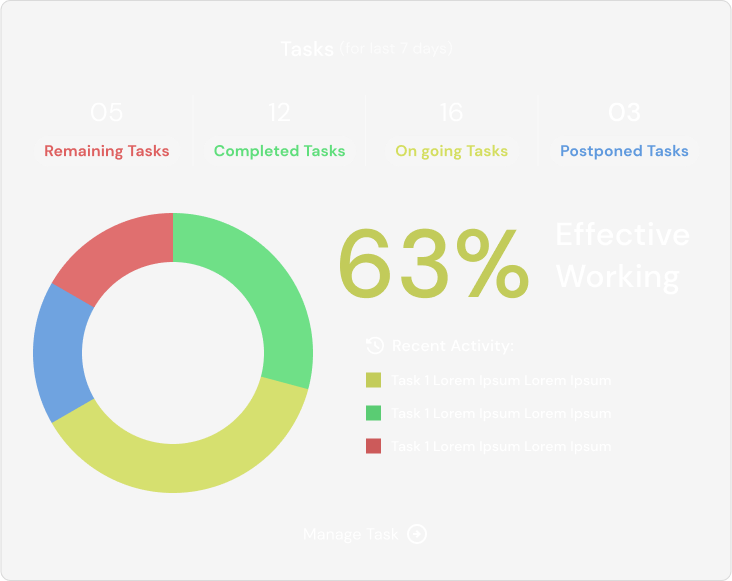 Tasks (for last 7 days)
05 12 16 03
Remaining Tasks Completed Tasks On going Tasks Postponed Tasks
63% Effective
Working
Recent Activity:
Task 1 Lorem Ipsum Lorem Ipsum
Task 1 Lorem Ipsum Lorem Ipsum
Task 1 Lorem Ipsum Lorem Ipsum
Manage Task